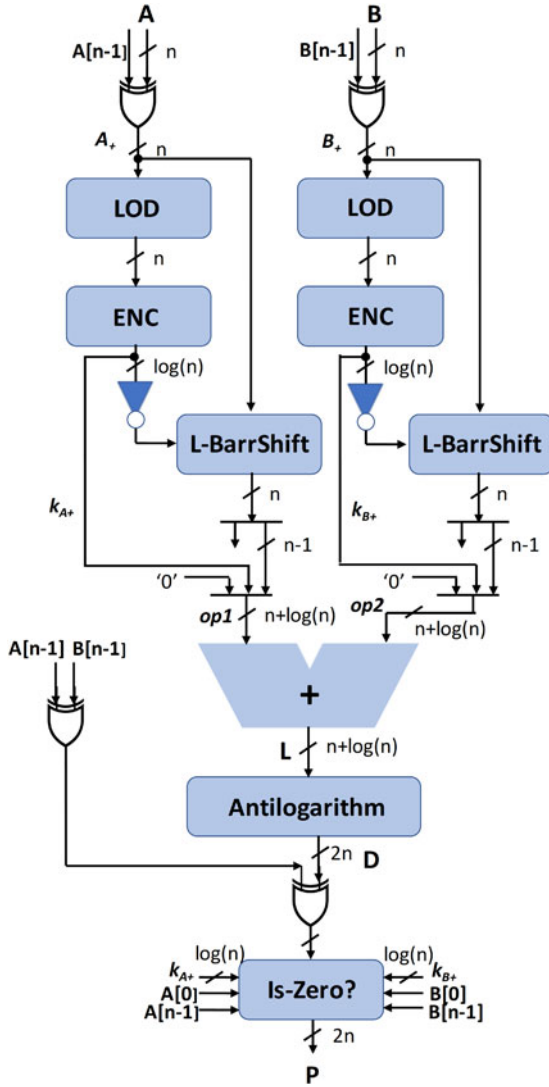 A B
A[n-1] n B[n-1] n
A+ n B+ n
LOD LOD
n n
ENC ENC
log(n) log(n)
L-BarrShift L-BarrShift
n n
kA+ kB+
n-1 n-1
‘0’ ‘0’
op1 n+log(n) op2 n+log(n)
A[n-1] B[n-1]
+
L n+log(n)
Antilogarithm
2n D
log(n) log(n)
kA+ kB+
Is-Zero?
A[0] B[0]
A[n-1] B[n-1]
2n
P